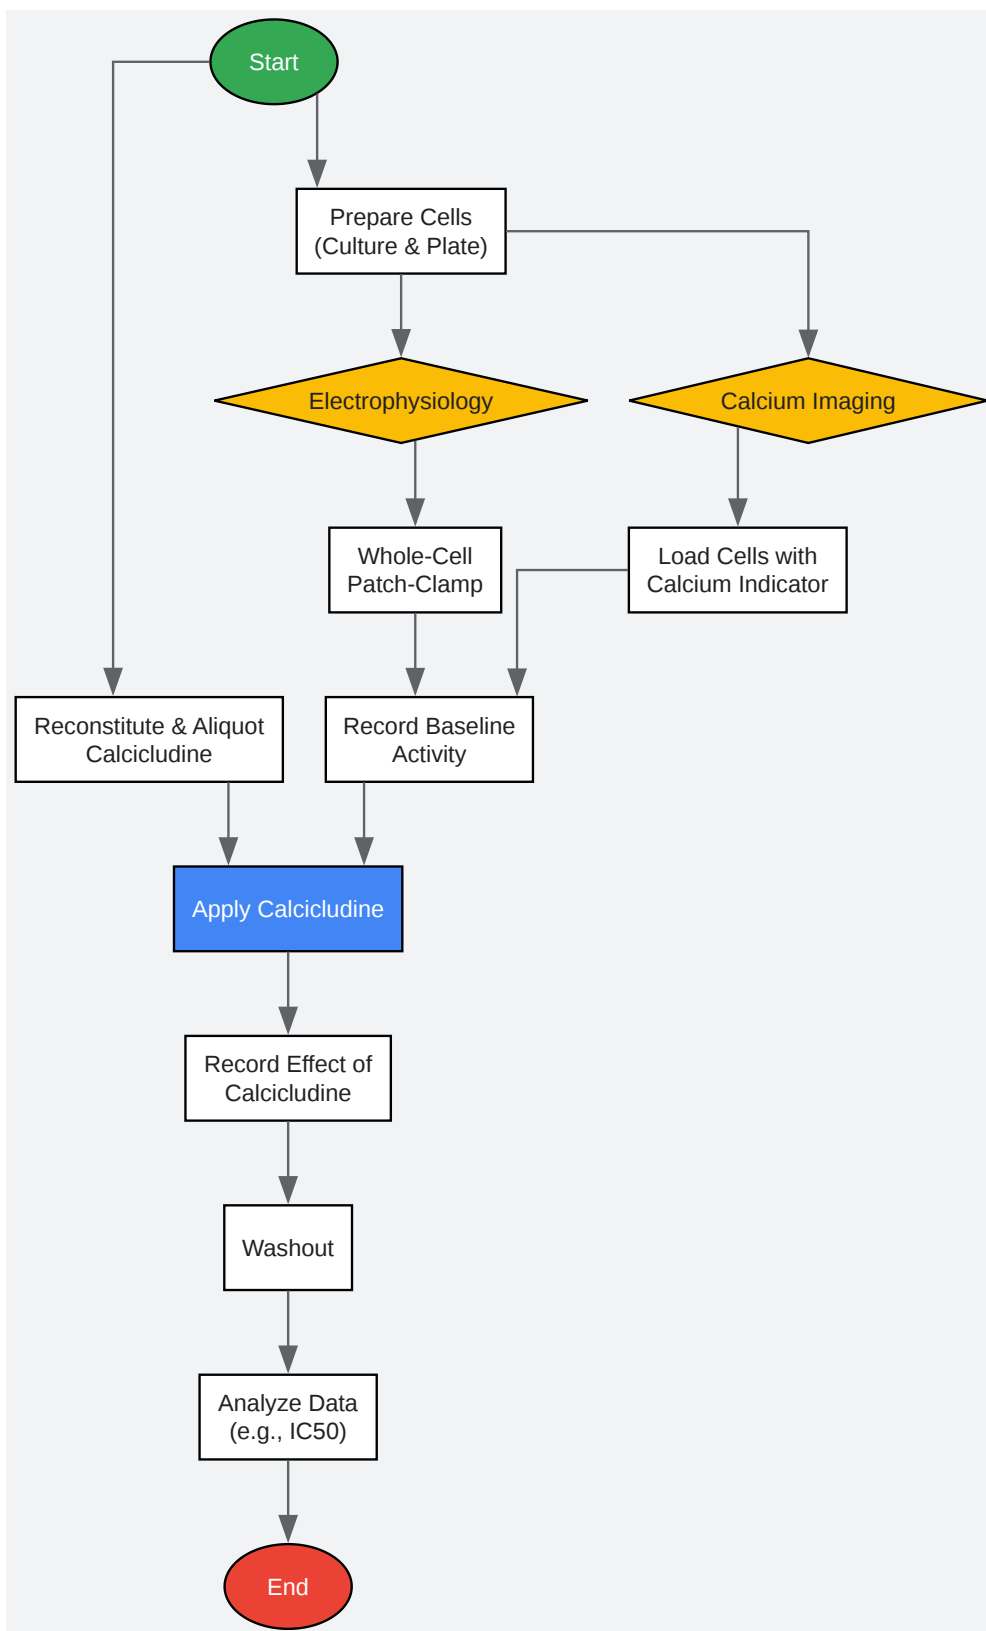 Start
Prepare Cells
(Culture & Plate)
Electrophysiology
Calcium Imaging
Whole-Cell
Patch-Clamp
Load Cells with
Calcium Indicator
Reconstitute & Aliquot
Calcicludine
Record Baseline
Activity
Apply Calcicludine
Record Effect of
Calcicludine
Washout
Analyze Data
(e.g., IC50)
End